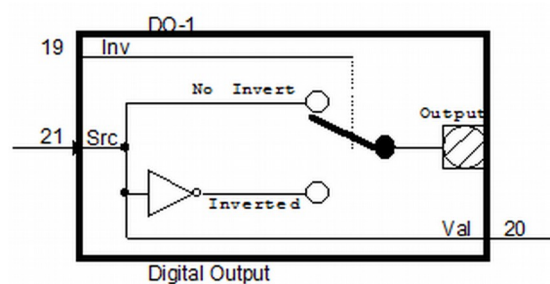 DO-1
19 Inv
No Invert
Output
21 Src
Inverted
Val 20
Digital Output